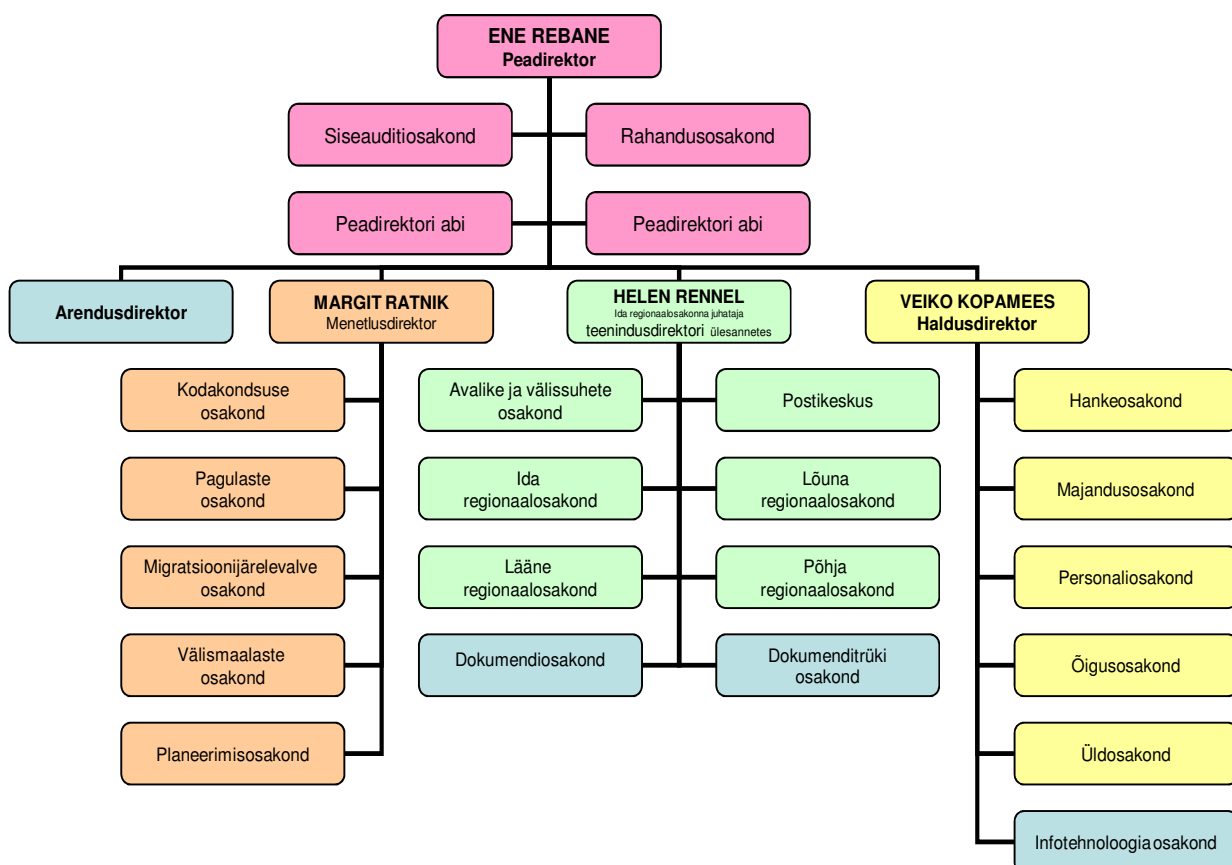 ENE REBANE
Peadirektor
Siseauditiosakond
Rahandusosakond
Peadirektori abi
Peadirektori abi
Arendusdirektor
MARGIT RATNIK
Menetlusdirektor
HELEN RENNEL
Ida regionaalosakonna juhataja
teenindusdirektori ülesannetes
VEIKO KOPAMEES
Haldusdirektor
Kodakondsuse
osakond
Pagulaste
osakond
Migratsioonijärelevalve
osakond
Välismaalaste
osakond
Planeerimisosakond
Avalike ja välissuhete
osakond
Postikeskus
Ida
regionaalosakond
Lõuna
regionaalosakond
Lääne
regionaalosakond
Põhja
regionaalosakond
Dokumendiosakond
Dokumenditrüki
osakond
Hankeosakond
Majandusosakond
Personaliosakond
Õigusosakond
Üldosakond
Infotehnoloogia osakond